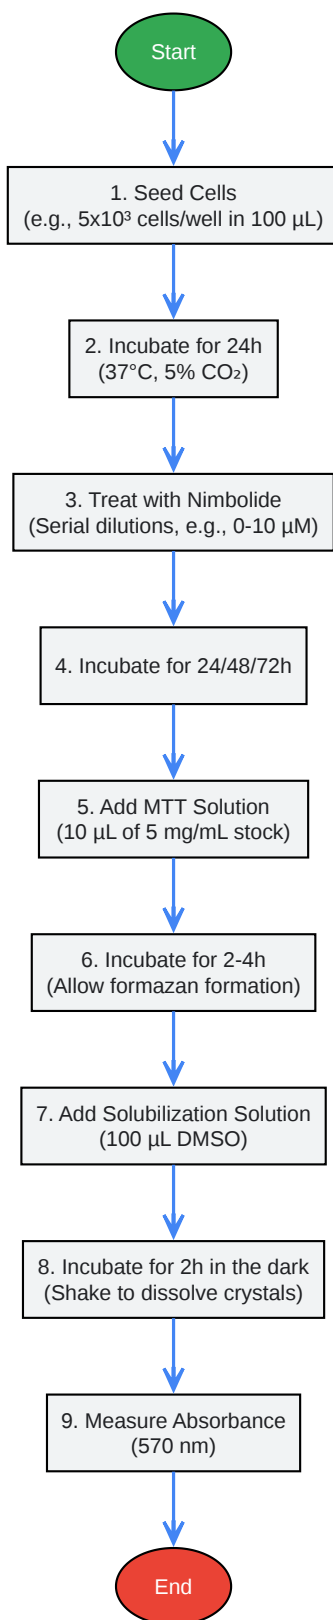 Start
1. Seed Cells
(e.g., 5x10³ cells/well in 100 µL)
2. Incubate for 24h
(37°C, 5% CO₂)
3. Treat with Nimbolide
(Serial dilutions, e.g., 0-10 µM)
4. Incubate for 24/48/72h
5. Add MTT Solution
(10 µL of 5 mg/mL stock)
6. Incubate for 2-4h
(Allow formazan formation)
7. Add Solubilization Solution
(100 µL DMSO)
8. Incubate for 2h in the dark
(Shake to dissolve crystals)
9. Measure Absorbance
(570 nm)
End